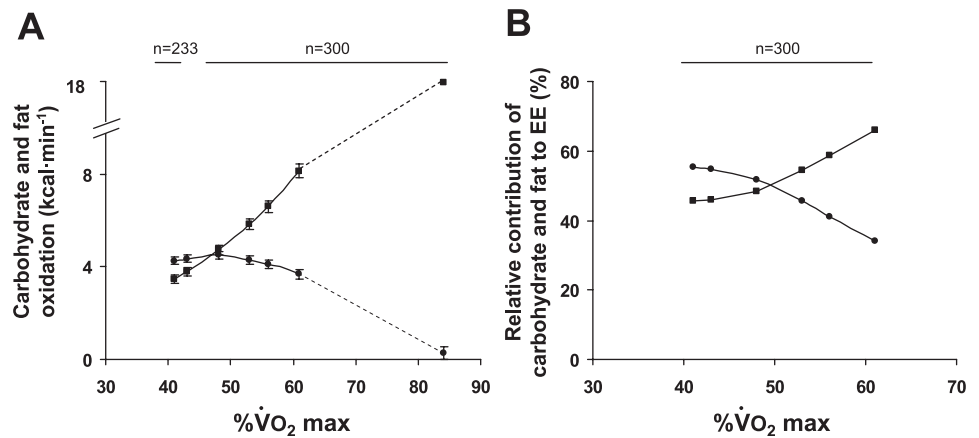 A
n=233
n=300
Carbohydrate and fat
oxidation (kcal·min⁻¹)
18
8
4
0
30
40
50
60
70
80
90
%V̇O₂ max
B
n=300
Relative contribution of
carbohydrate and fat to EE (%)
80
60
40
20
0
30
40
50
60
70
%V̇O₂ max